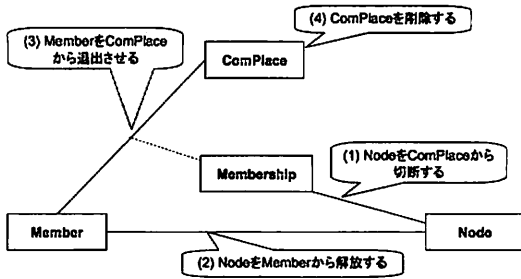 (4) ComPlaceを削除する
(3) MemberをComPlace
から退出させる
ComPlace
(1) NodeをComPlaceから
切断する
Membership
Member
Node
(2) NodeをMemberから解放する